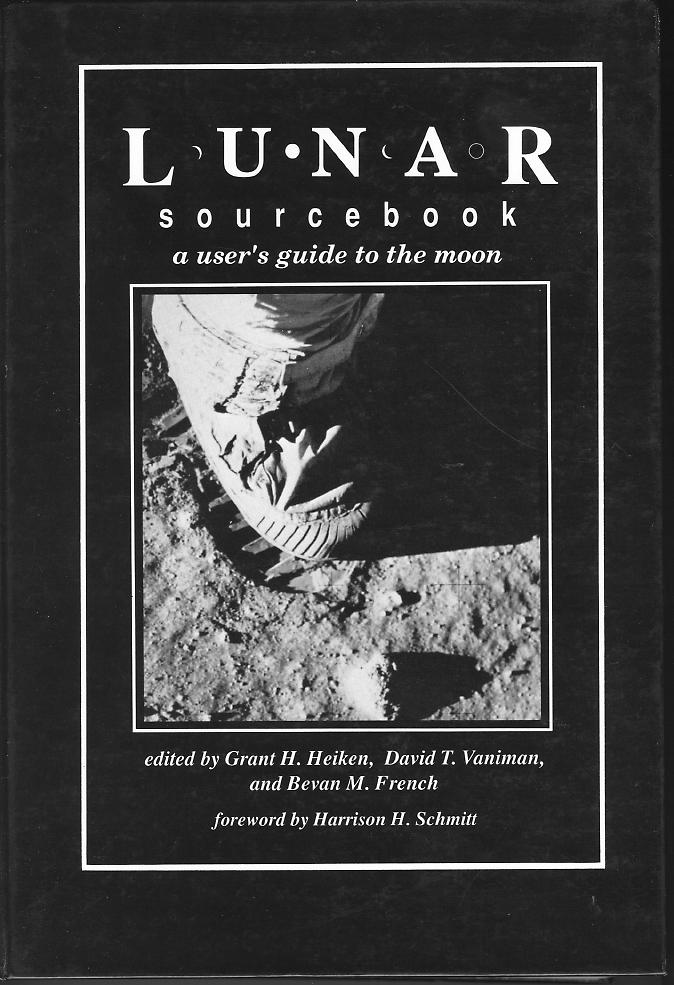 LUNAR
sourcebook
a user's guide to the moon
edited by Grant H. Heiken, David T. Vaniman,
and Bevan M. French
foreword by Harrison H. Schmitt